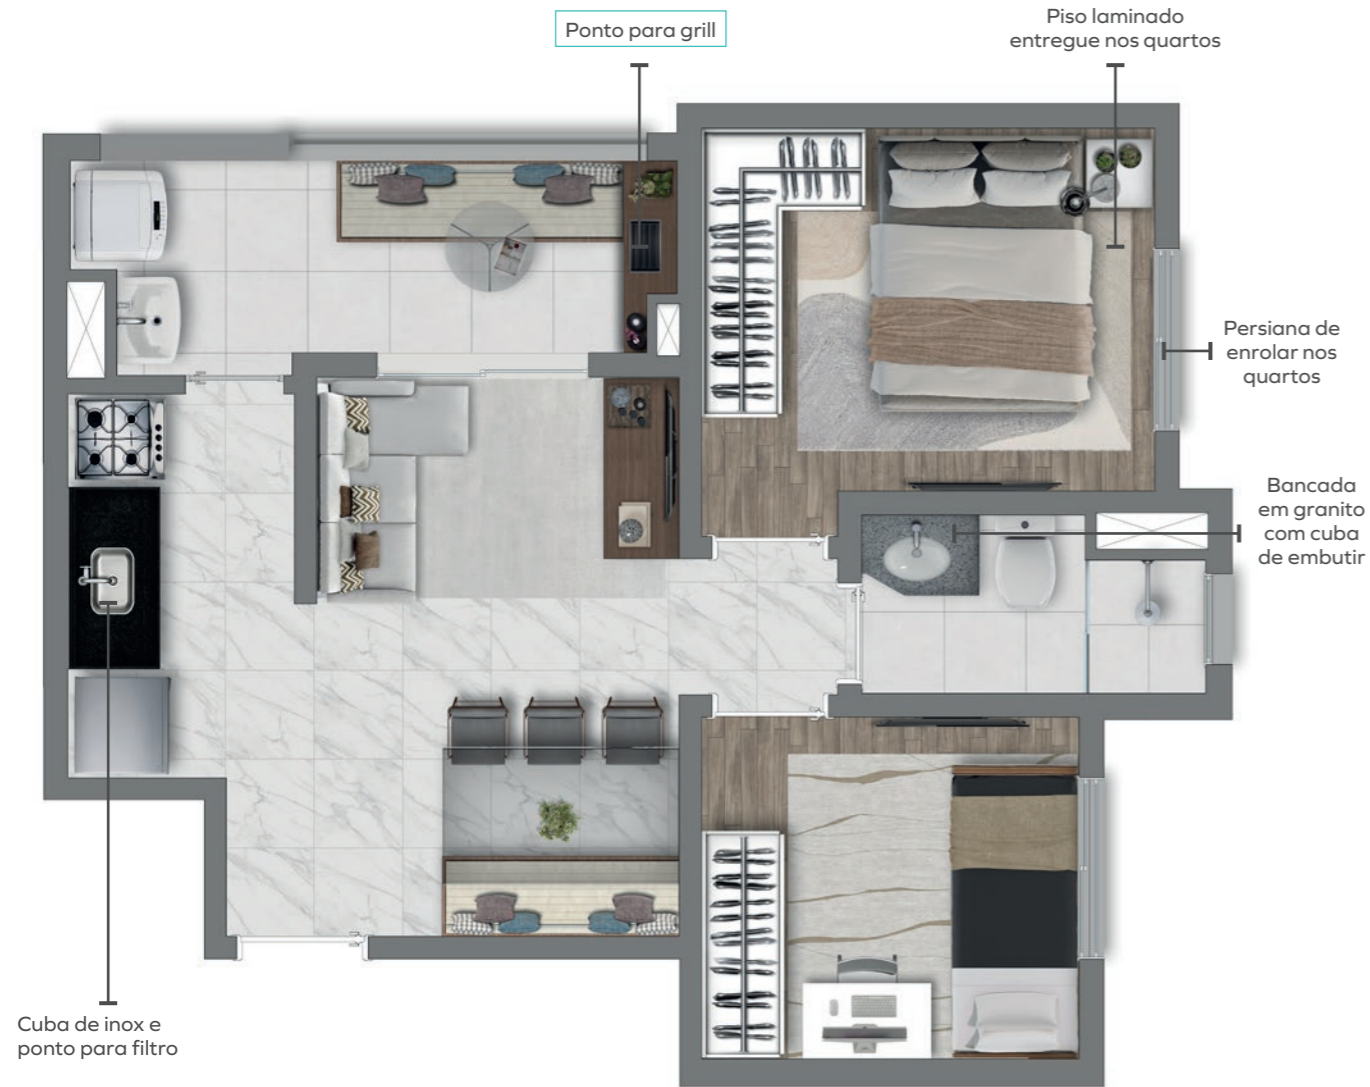 Ponto para grill
Piso laminado
entregue nos quartos
Persiana de
enrolar nos
quartos
Bancada
em granito
com cuba
de embutir
Cuba de inox e
ponto para filtro